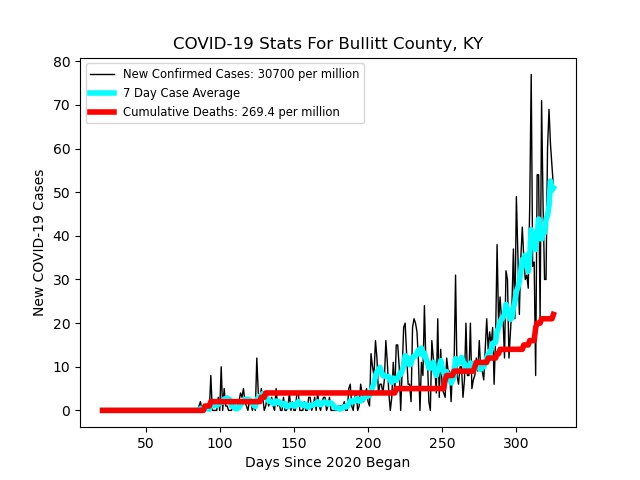 COVID-19 Stats For Bullitt County, KY
New Confirmed Cases: 30700 per million
7 Day Case Average
Cumulative Deaths: 269.4 per million
New COVID-19 Cases
80
70
60
50
40
30
20
10
0
50 100 150 200 250 300
Days Since 2020 Began